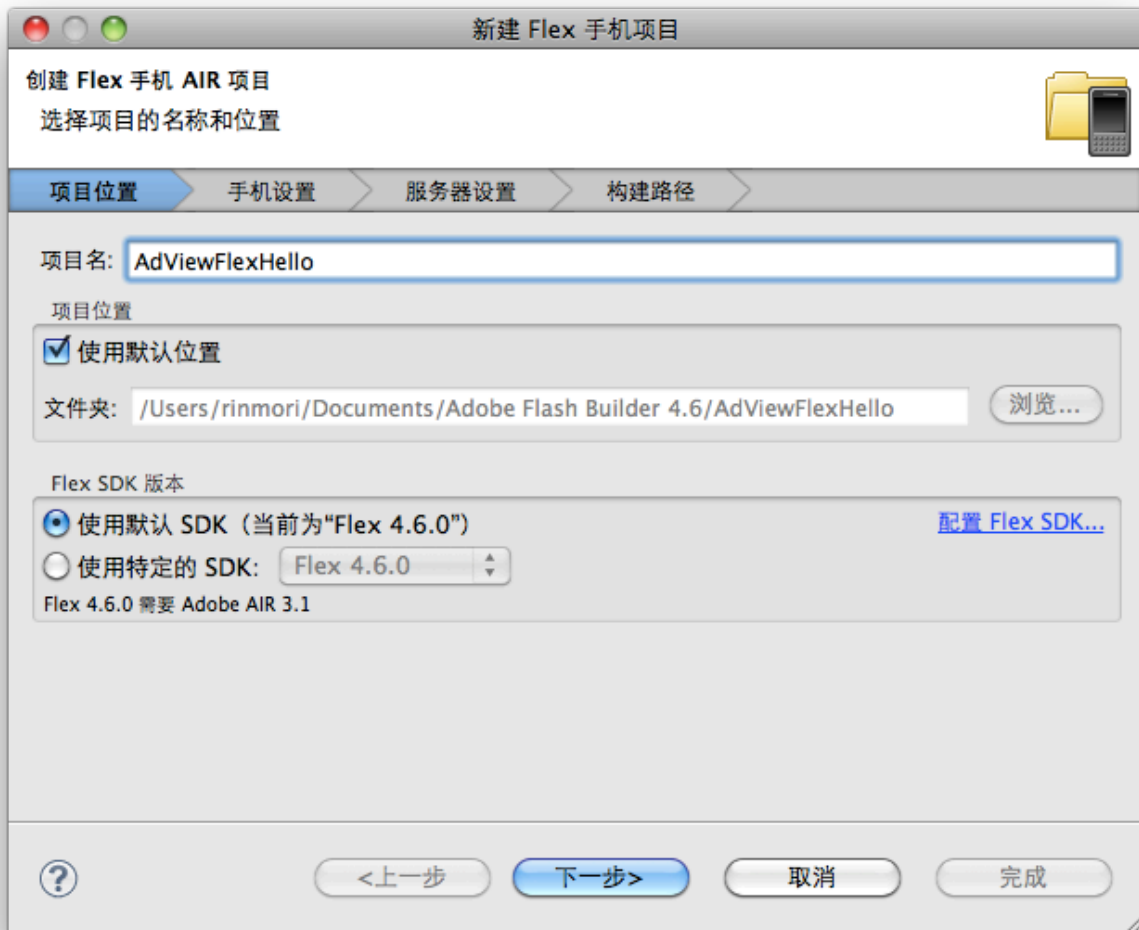 新建 Flex 手机项目
创建 Flex 手机 AIR 项目
选择项目的名称和位置
项目位置 手机设置 服务器设置 构建路径
项目名: AdViewFlexHello
项目位置
使用默认位置
文件夹: /Users/rinmori/Documents/Adobe Flash Builder 4.6/AdViewFlexHello 浏览...
Flex SDK 版本
使用默认 SDK（当前为“Flex 4.6.0”） 配置 Flex SDK...
使用特定的 SDK: Flex 4.6.0
Flex 4.6.0 需要 Adobe AIR 3.1
? <上一步 下一步> 取消 完成